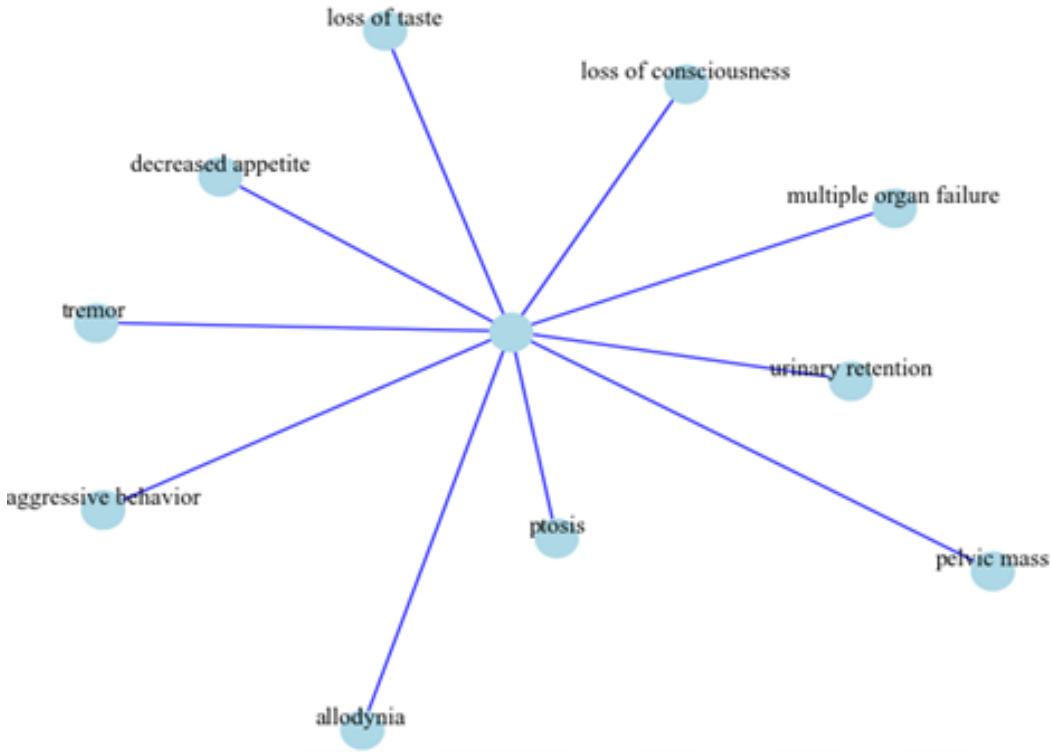 loss of taste
loss of consciousness
decreased appetite
multiple organ failure
tremor
urinary retention
aggressive behavior
ptosis
pelvic mass
allodynia